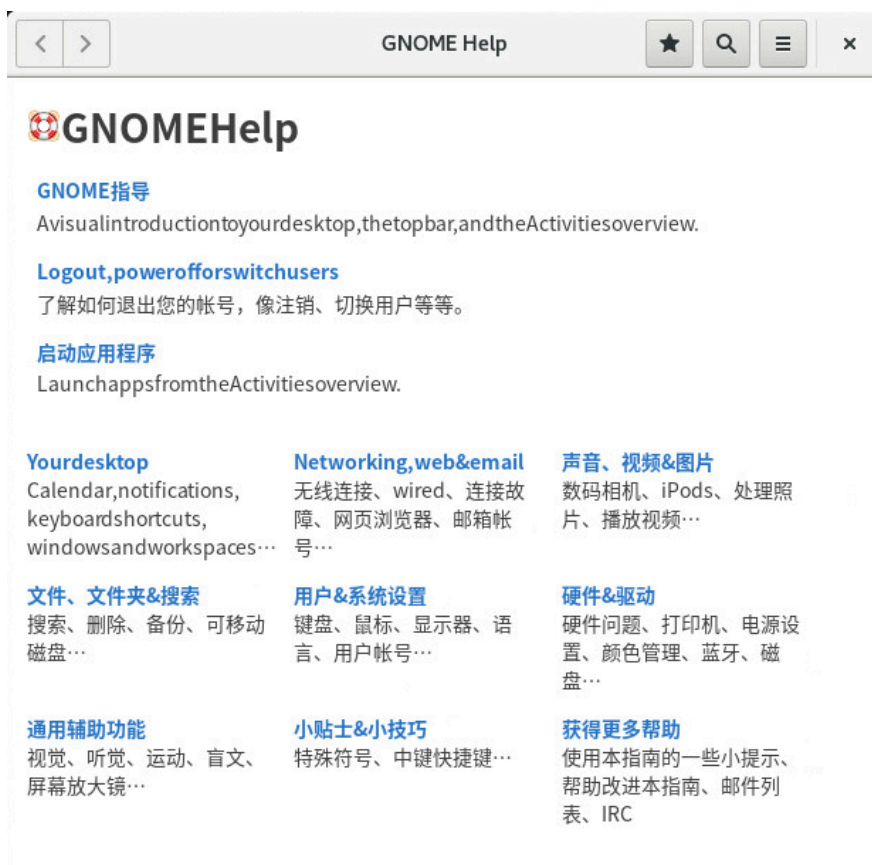 GNOME Help
GNOMEHelp
GNOME指导
Avisualintroductiontoyourdesktop,thetopbar,andtheActivitiesoverview.
Logout,powerofforswitchusers
了解如何退出您的帐号，像注销、切换用户等等。
启动应用程序
LaunchappsfromtheActivitiesoverview.
Yourdesktop
Calendar,notifications,
keyboardshortcuts,
windowsandworkspaces…
Networking,web&email
无线连接、wired、连接故
障、网页浏览器、邮箱帐
号…
声音、视频&图片
数码相机、iPods、处理照
片、播放视频…
文件、文件夹&搜索
搜索、删除、备份、可移动
磁盘…
用户&系统设置
键盘、鼠标、显示器、语
言、用户帐号…
硬件&驱动
硬件问题、打印机、电源设
置、颜色管理、蓝牙、磁
盘…
通用辅助功能
视觉、听觉、运动、盲文、
屏幕放大镜…
小贴士&小技巧
特殊符号、中键快捷键…
获得更多帮助
使用本指南的一些小提示、
帮助改进本指南、邮件列
表、IRC